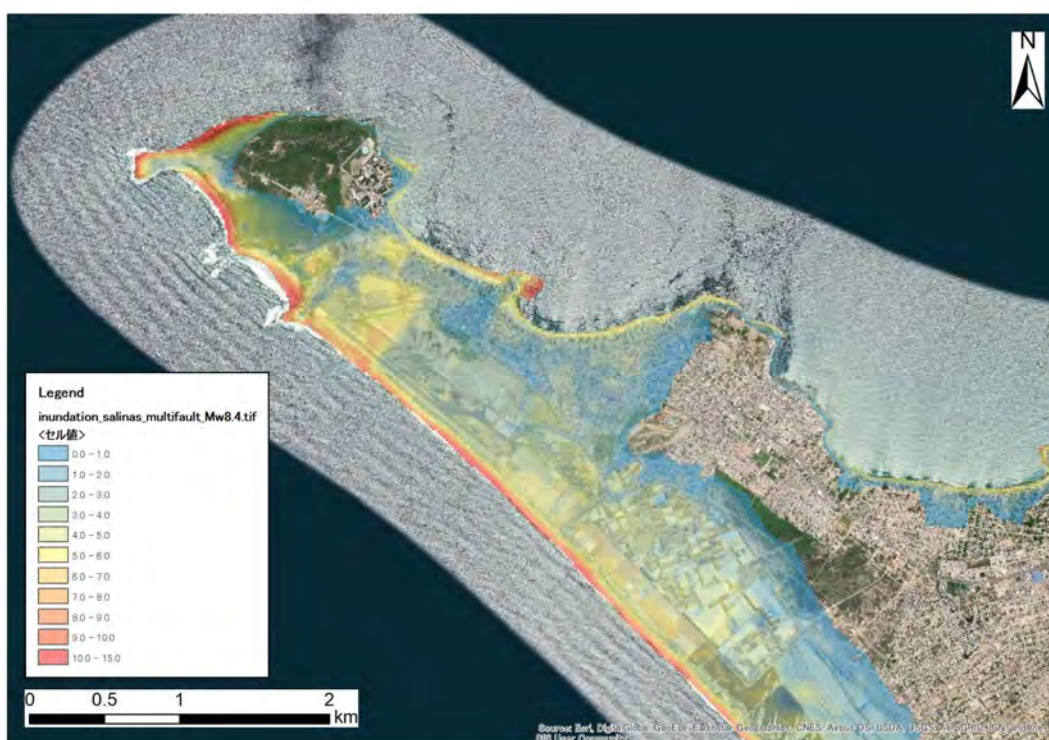 N
Legend
inundation_salinas_multifault_Mw8.4.tif
<セル値>
0.0 - 1.0
1.0 - 2.0
2.0 - 3.0
3.0 - 4.0
4.0 - 5.0
5.0 - 6.0
6.0 - 7.0
7.0 - 8.0
8.0 - 9.0
9.0 - 10.0
10.0 - 15.0
0 0.5 1 2
km
Sources: Esri, DigitalGlobe, GeoEye, Earthstar Geographics, CNES/Airbus DS, USDA, USGS, AeroGRID, IGN, and the
GIS User Community